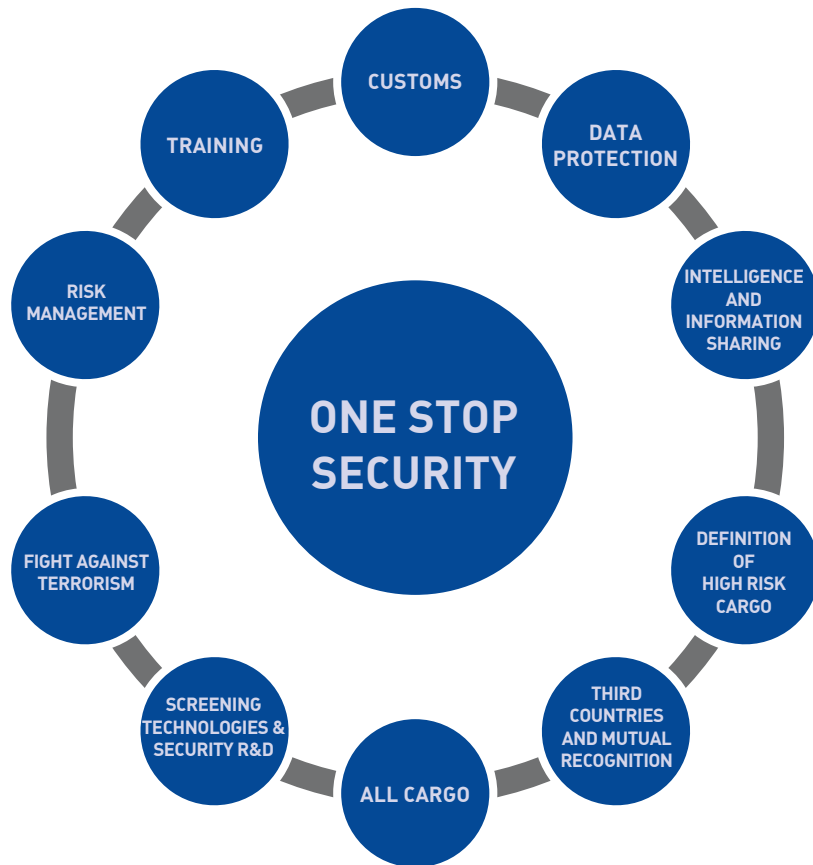 CUSTOMS
DATA
PROTECTION
INTELLIGENCE
AND
INFORMATION
SHARING
DEFINITION
OF
HIGH RISK
CARGO
THIRD
COUNTRIES
AND MUTUAL
RECOGNITION
ALL CARGO
SCREENING
TECHNOLOGIES &
SECURITY R&D
FIGHT AGAINST
TERRORISM
RISK
MANAGEMENT
TRAINING
ONE STOP
SECURITY